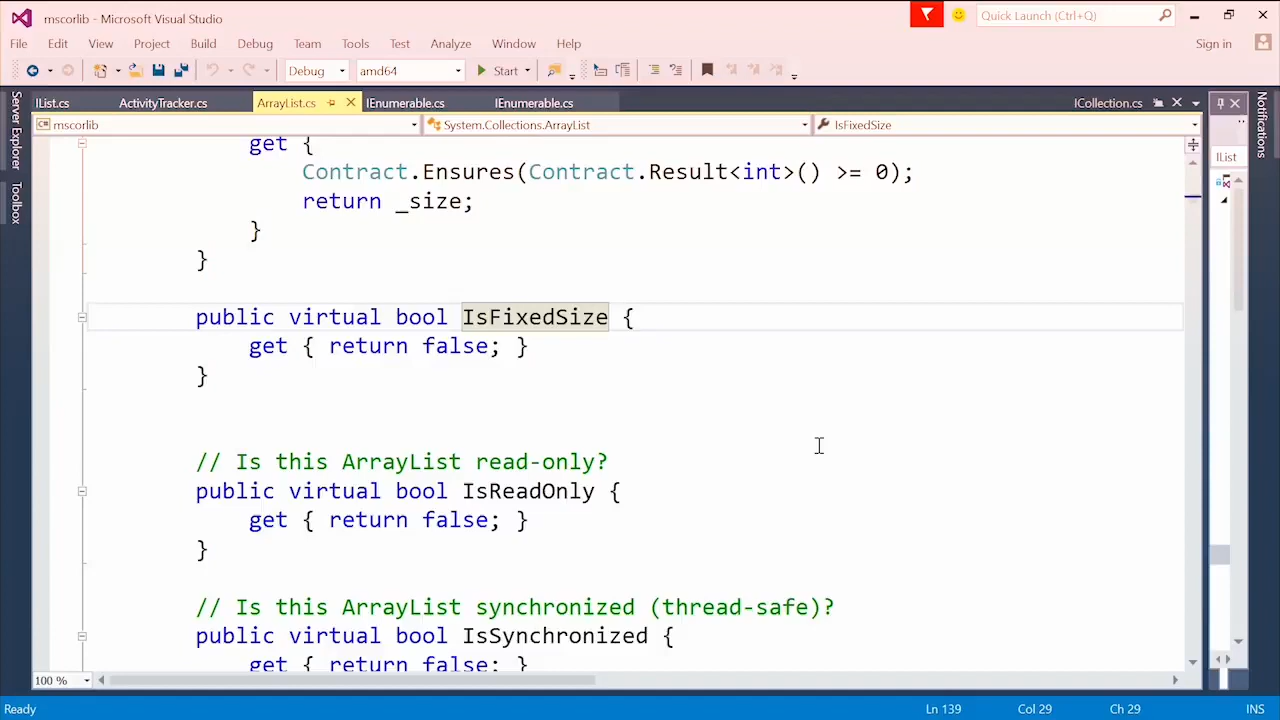 mscorlib - Microsoft Visual Studio
Quick Launch (Ctrl+Q)
File Edit View Project Build Debug Team Tools Test Analyze Window Help
Sign in
Debug amd64 Start
IList.cs ActivityTracker.cs ArrayList.cs IEnumerable.cs IEnumerable.cs ICollection.cs
mscorlib System.Collections.ArrayList IsFixedSize
Server Explorer
Toolbox
Notifications
IList
get {
Contract.Ensures(Contract.Result<int>() >= 0);
return _size;
}
}
public virtual bool IsFixedSize {
get { return false; }
}
// Is this ArrayList read-only?
public virtual bool IsReadOnly {
get { return false; }
}
// Is this ArrayList synchronized (thread-safe)?
public virtual bool IsSynchronized {
get { return false; }
100 %
Ready Ln 139 Col 29 Ch 29 INS